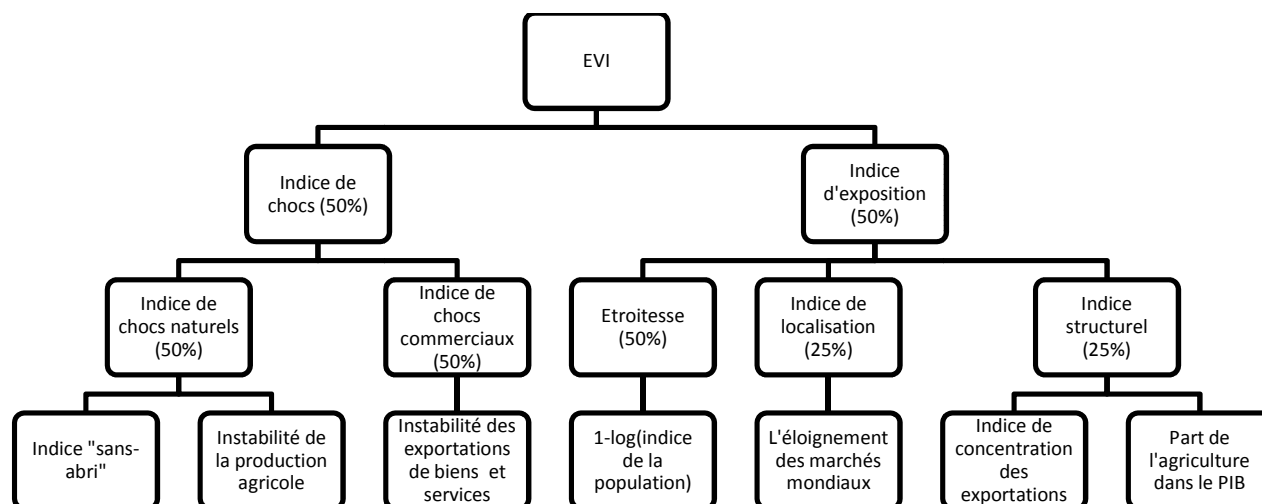 EVI
Indice de
chocs (50%)
Indice
d'exposition
(50%)
Indice de
chocs naturels
(50%)
Indice de
chocs
commerciaux
(50%)
Etroitesse
(50%)
Indice de
localisation
(25%)
Indice
structurel
(25%)
Indice "sans-
abri"
Instabilité de
la production
agricole
Instabilité des
exportations
de biens et
services
1-log(indice
de la
population)
L'éloignement
des marchés
mondiaux
Indice de
concentration
des
exportations
Part de
l'agriculture
dans le PIB